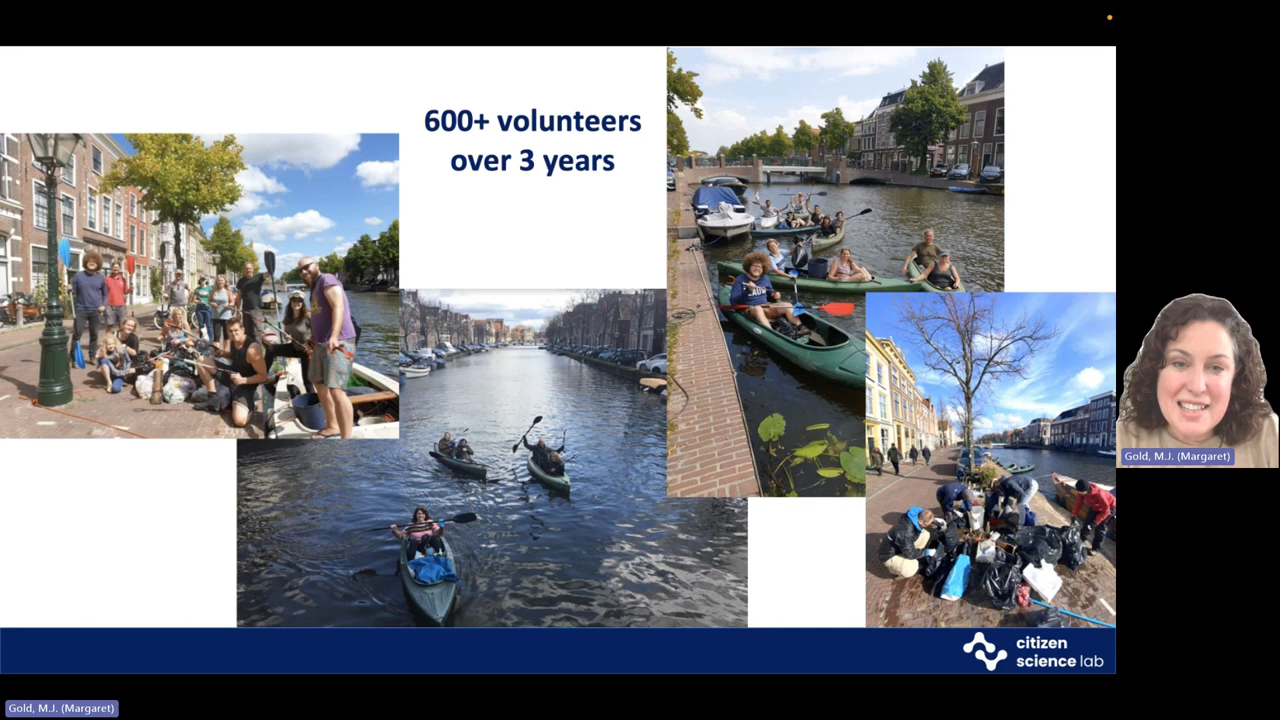 600+ volunteers
over 3 years
Gold, M.J. (Margaret)
citizen
science lab
Gold, M.J. (Margaret)